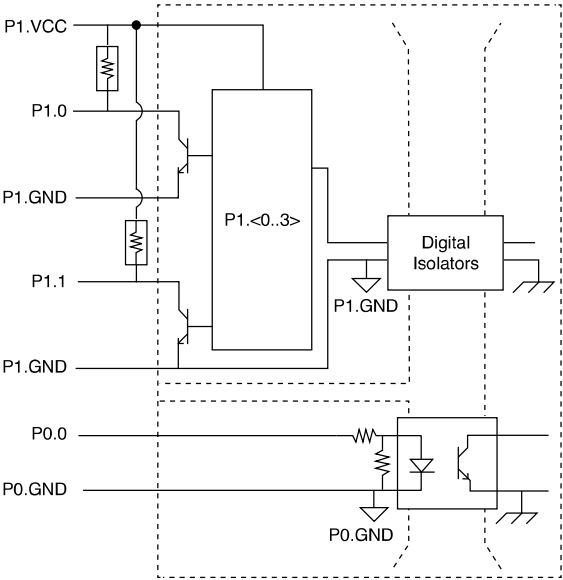 P1.VCC
P1.0
P1.GND
P1.<0..3>
Digital
Isolators
P1.1
P1.GND
P1.GND
P0.0
P0.GND
P0.GND